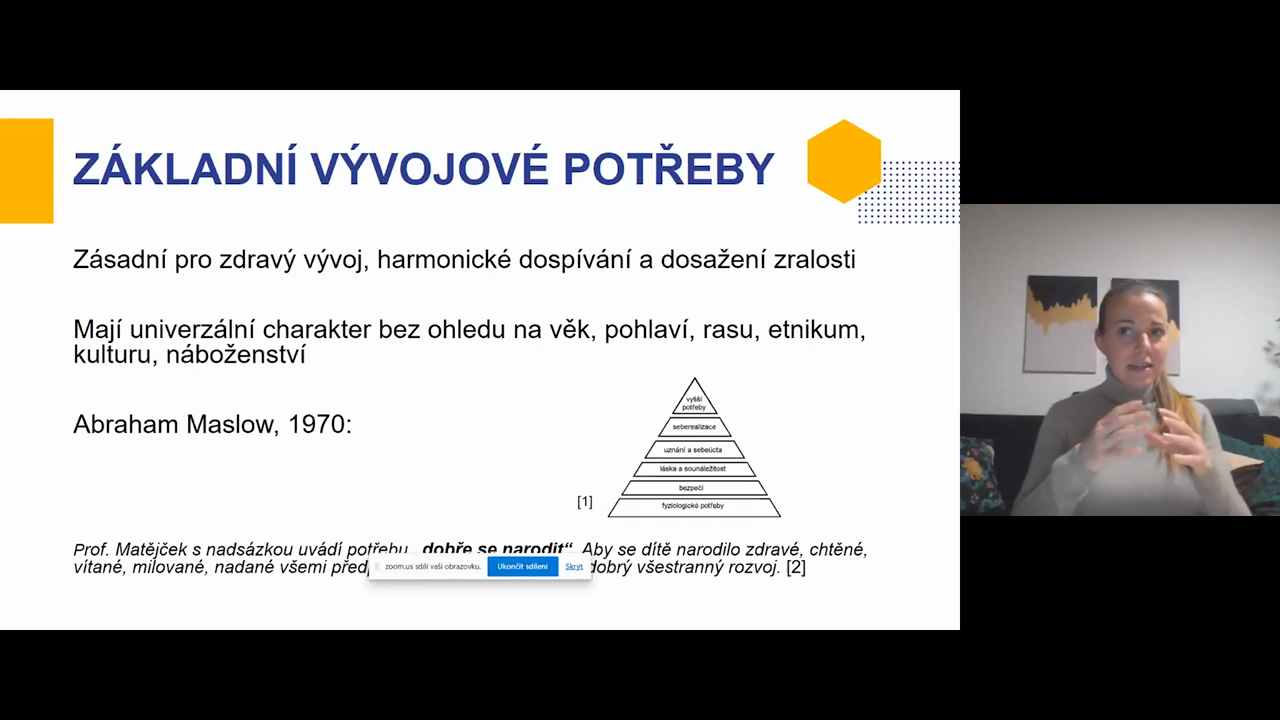 ZÁKLADNÍ VÝVOJOVÉ POTŘEBY
Zásadní pro zdravý vývoj, harmonické dospívání a dosažení zralosti
Mají univerzální charakter bez ohledu na věk, pohlaví, rasu, etnikum,
kulturu, náboženství
Abraham Maslow, 1970:
vyšší
potřeby
seberealizace
uznání a sebeúcta
láska a sounáležitost
bezpečí
fyziologické potřeby
[1]
Prof. Matějček s nadsázkou uvádí potřebu „dobře se narodit“. Aby se dítě narodilo zdravé, chtěné,
vítané, milované, nadané všemi dobrý všestranný rozvoj. [2]
zoom.us sdílí vaši obrazovku. Ukončit sdílení Skrýt